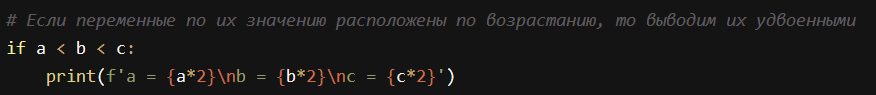 # Если переменные по их значению расположены по возрастанию, то выводим их удвоенными
if a < b < c:
    print(f'a = {a*2}\nb = {b*2}\nc = {c*2}')